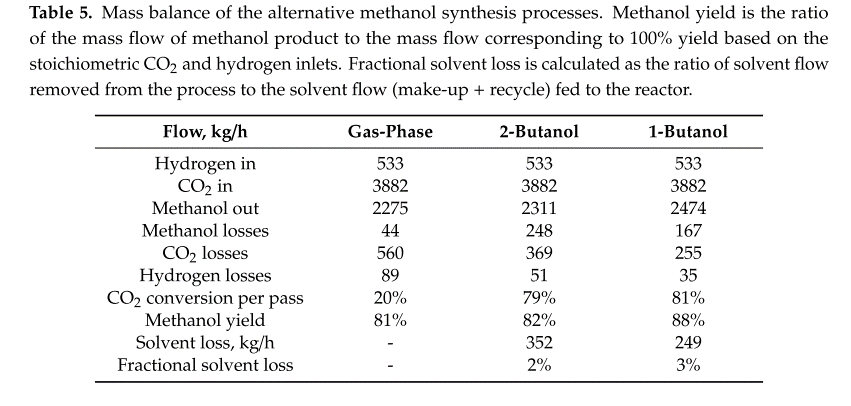 Table 5. Mass balance of the alternative methanol synthesis processes. Methanol yield is the ratio
of the mass flow of methanol product to the mass flow corresponding to 100% yield based on the
stoichiometric CO₂ and hydrogen inlets. Fractional solvent loss is calculated as the ratio of solvent flow
removed from the process to the solvent flow (make-up + recycle) fed to the reactor.
Flow, kg/h Gas-Phase 2-Butanol 1-Butanol
Hydrogen in 533 533 533
CO₂ in 3882 3882 3882
Methanol out 2275 2311 2474
Methanol losses 44 248 167
CO₂ losses 560 369 255
Hydrogen losses 89 51 35
CO₂ conversion per pass 20% 79% 81%
Methanol yield 81% 82% 88%
Solvent loss, kg/h - 352 249
Fractional solvent loss - 2% 3%